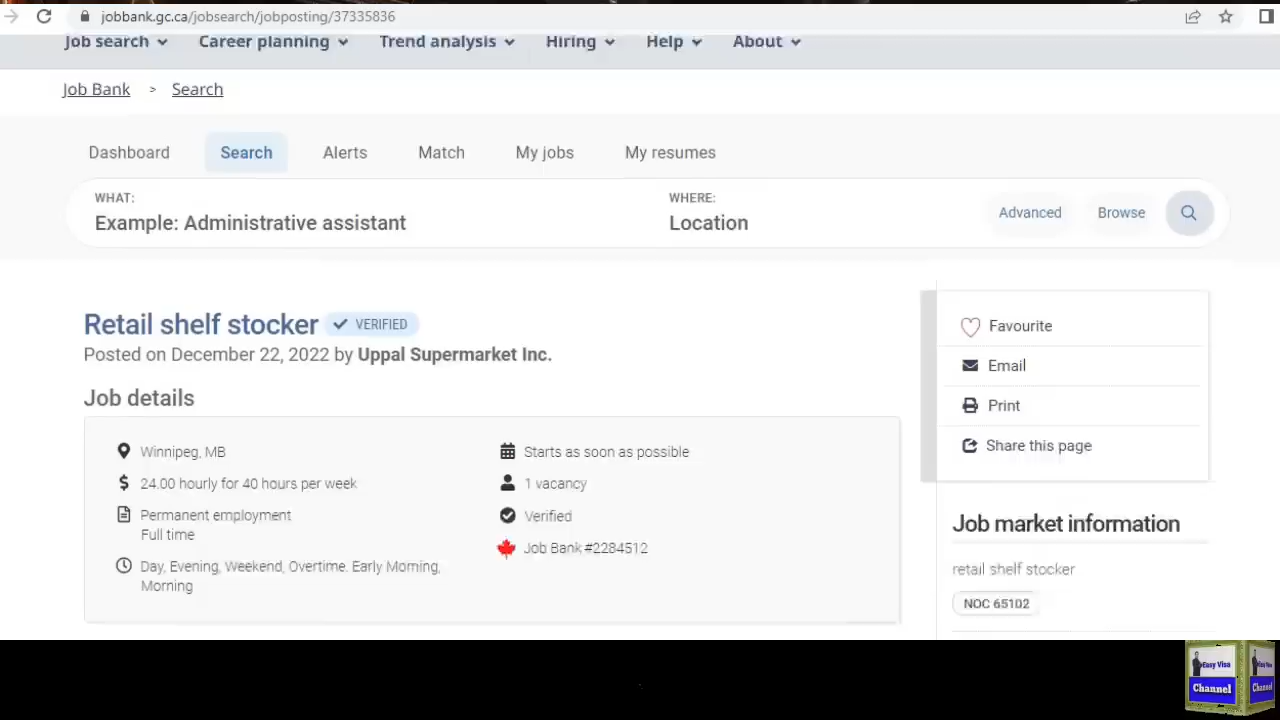 jobbank.gc.ca/jobsearch/jobposting/37335836
Job search Career planning Trend analysis Hiring Help About
Job Bank > Search
Dashboard Search Alerts Match My jobs My resumes
WHAT: WHERE:
Example: Administrative assistant Location Advanced Browse
Retail shelf stocker VERIFIED
Posted on December 22, 2022 by Uppal Supermarket Inc.
Job details
Winnipeg, MB
$ 24.00 hourly for 40 hours per week
Permanent employment
Full time
Day, Evening, Weekend, Overtime. Early Morning,
Morning
Starts as soon as possible
1 vacancy
Verified
Job Bank #2284512
Favourite
Email
Print
Share this page
Job market information
retail shelf stocker
NOC 65102
Easy Visa
Channel
Easy Visa
Channel